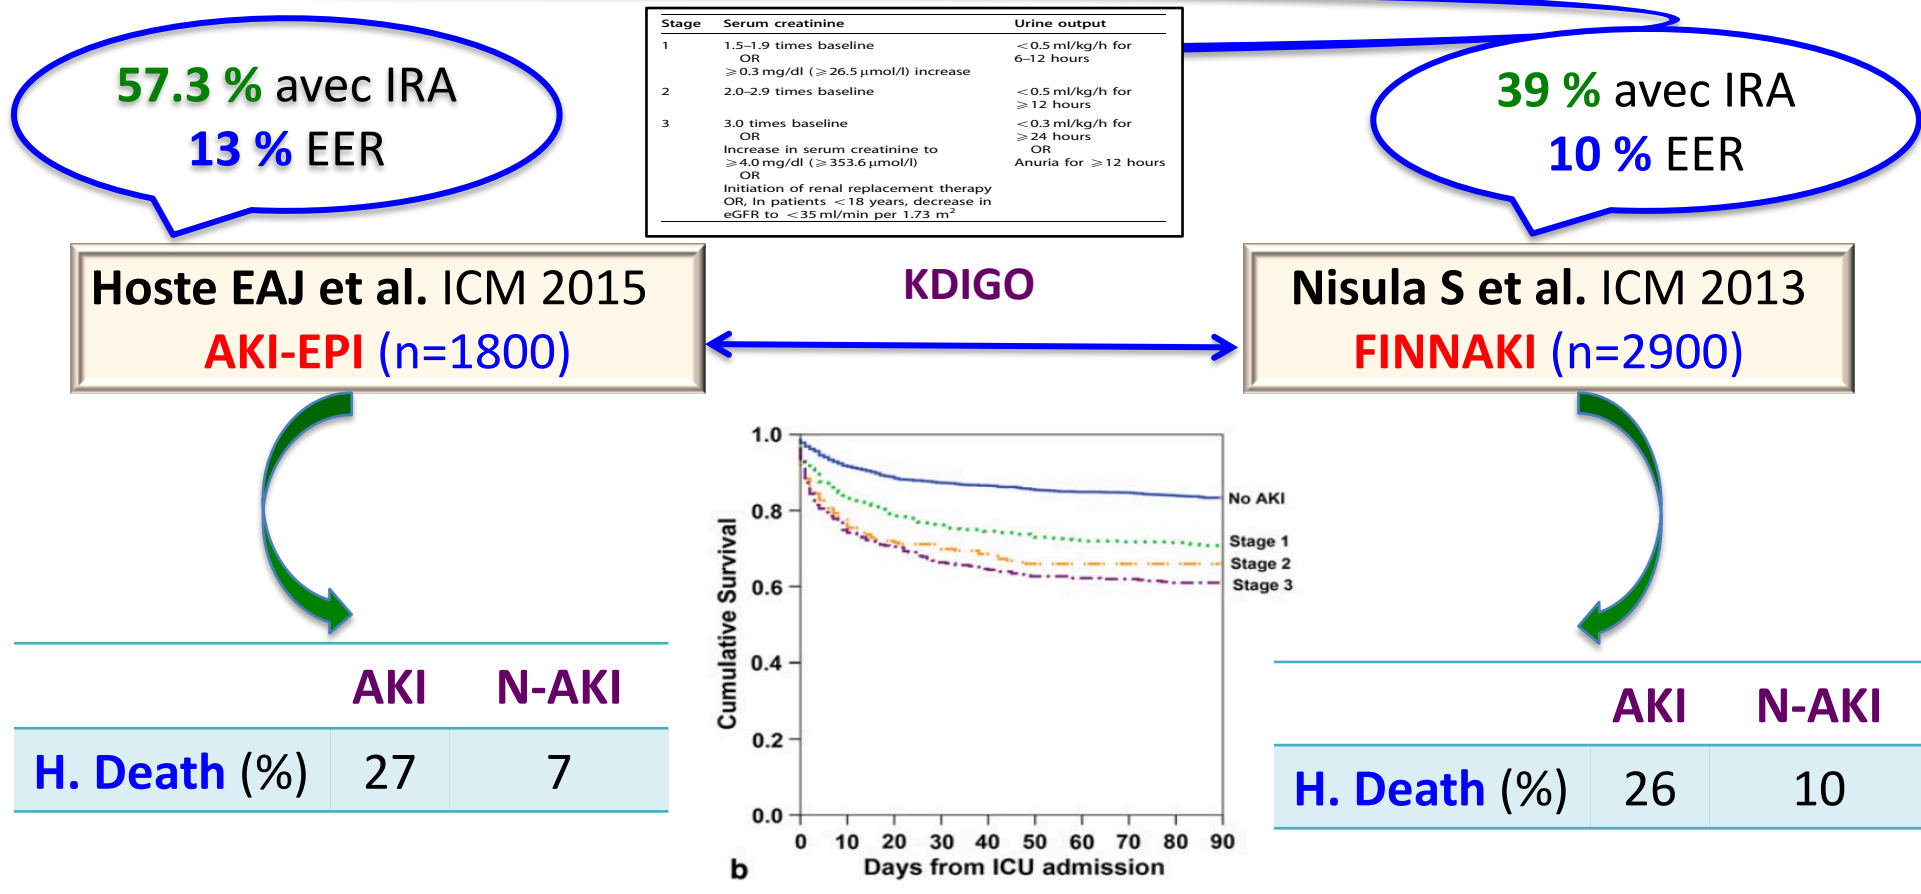 57.3 % avec IRA
13 % EER
Stage Serum creatinine Urine output
1 1.5–1.9 times baseline <0.5 ml/kg/h for
OR 6–12 hours
≥0.3 mg/dl (≥26.5 µmol/l) increase
2 2.0–2.9 times baseline <0.5 ml/kg/h for
≥12 hours
3 3.0 times baseline <0.3 ml/kg/h for
OR ≥24 hours
Increase in serum creatinine to OR
≥4.0 mg/dl (≥353.6 µmol/l) Anuria for ≥12 hours
OR
Initiation of renal replacement therapy
OR, In patients <18 years, decrease in
eGFR to <35 ml/min per 1.73 m²
39 % avec IRA
10 % EER
Hoste EAJ et al. ICM 2015
AKI-EPI (n=1800)
KDIGO
Nisula S et al. ICM 2013
FINNAKI (n=2900)
AKI N-AKI
H. Death (%) 27 7
Cumulative Survival
1.0
0.8
0.6
0.4
0.2
0.0
No AKI
Stage 1
Stage 2
Stage 3
0 10 20 30 40 50 60 70 80 90
Days from ICU admission
b
AKI N-AKI
H. Death (%) 26 10